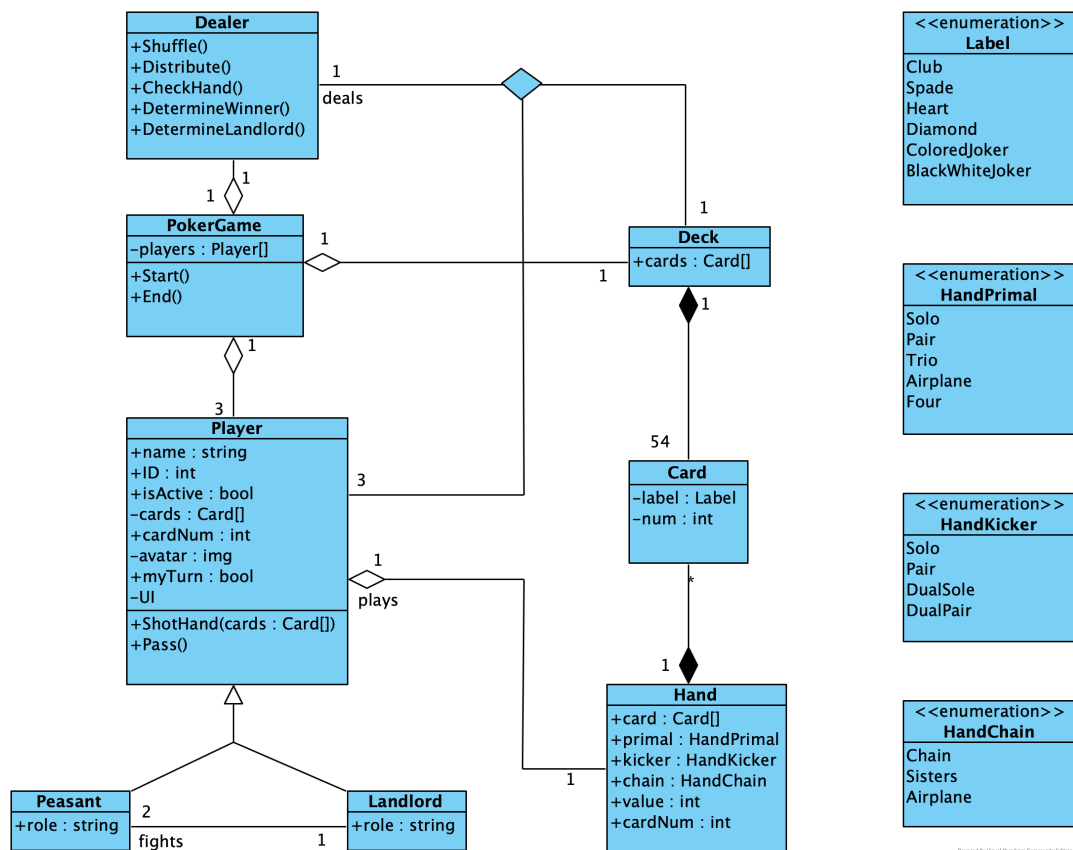 Dealer
+Shuffle()
+Distribute()
+CheckHand()
+DetermineWinner()
+DetermineLandlord()
1
deals
1
1
PokerGame
-players : Player[]
+Start()
+End()
1
1
1
Deck
+cards : Card[]
1
1
3
Player
+name : string
+ID : int
+isActive : bool
-cards : Card[]
+cardNum : int
-avatar : img
+myTurn : bool
-UI
+ShotHand(cards : Card[])
+Pass()
3
1
plays
54
Card
-label : Label
-num : int
*
1
Hand
+card : Card[]
+primal : HandPrimal
+kicker : HandKicker
+chain : HandChain
+value : int
+cardNum : int
1
Peasant
+role : string
2
fights
1
Landlord
+role : string
<<enumeration>>
Label
Club
Spade
Heart
Diamond
ColoredJoker
BlackWhiteJoker
<<enumeration>>
HandPrimal
Solo
Pair
Trio
Airplane
Four
<<enumeration>>
HandKicker
Solo
Pair
DualSole
DualPair
<<enumeration>>
HandChain
Chain
Sisters
Airplane